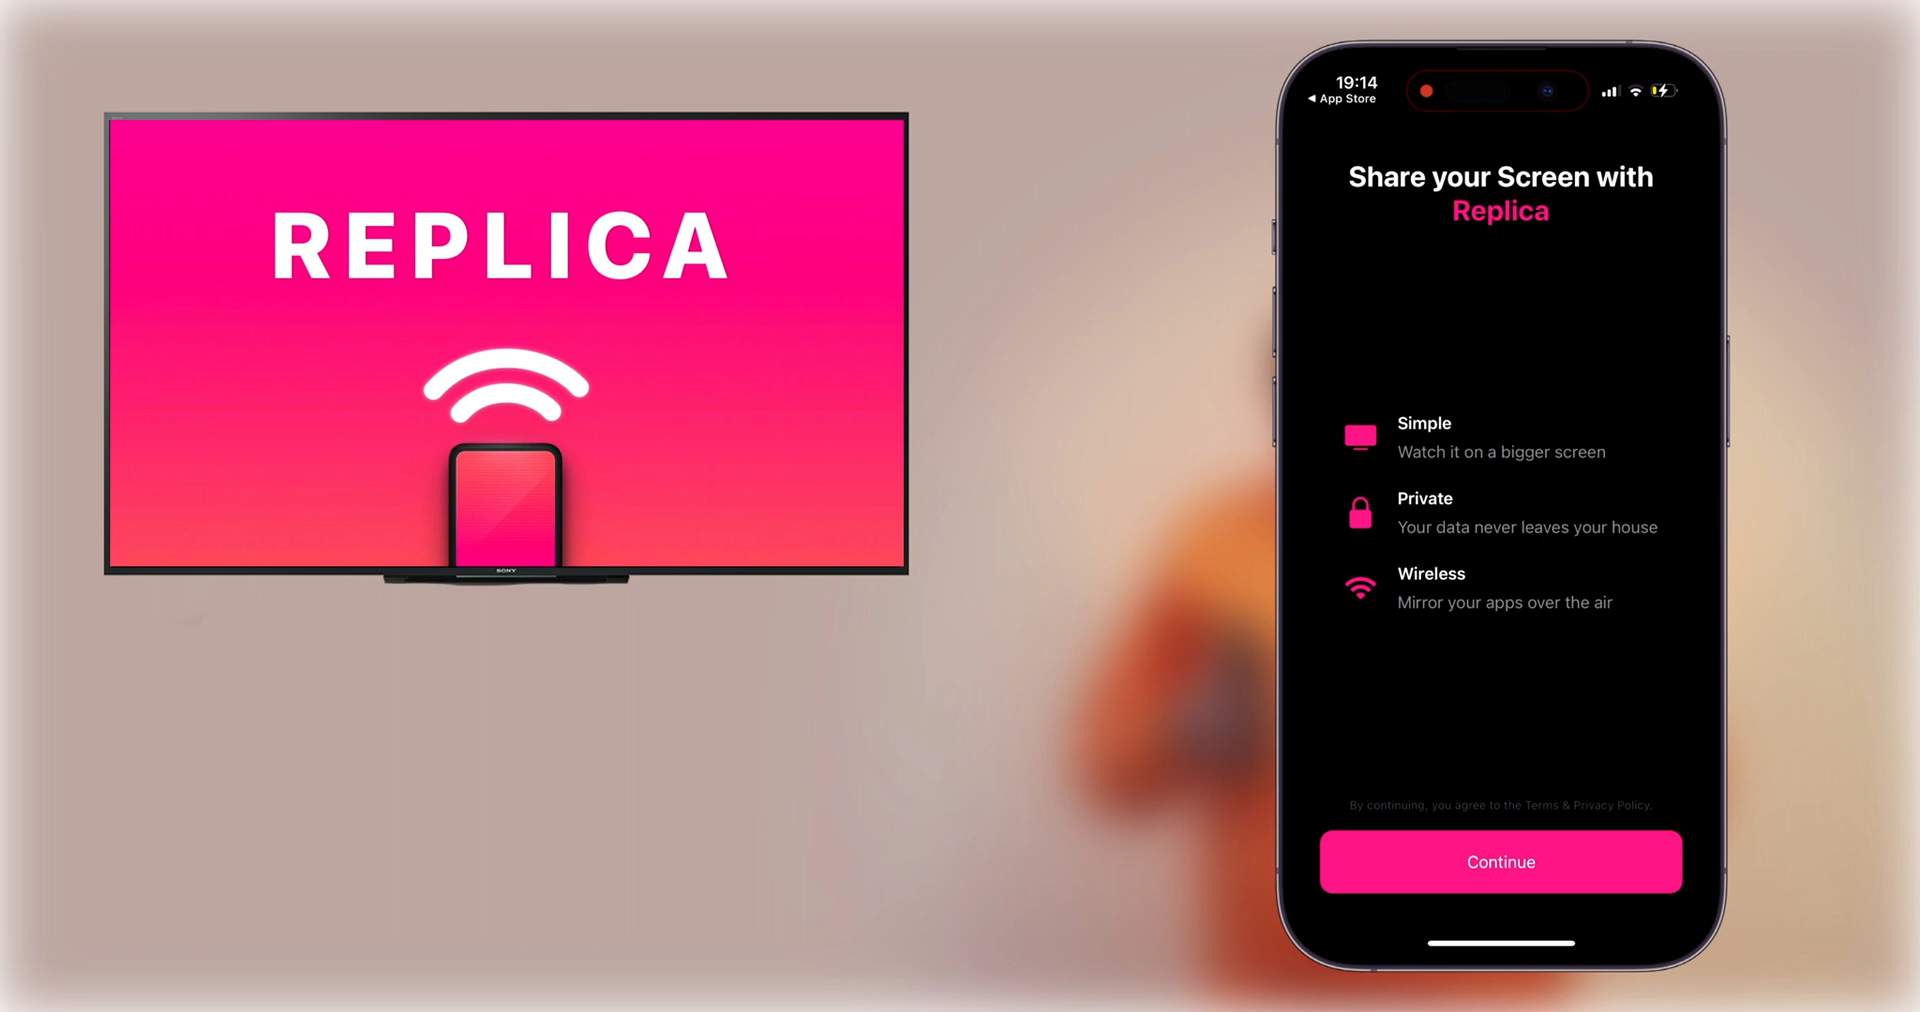 REPLICA
SONY
19:14
◀ App Store
Share your Screen with
Replica
Simple
Watch it on a bigger screen
Private
Your data never leaves your house
Wireless
Mirror your apps over the air
By continuing, you agree to the Terms & Privacy Policy.
Continue